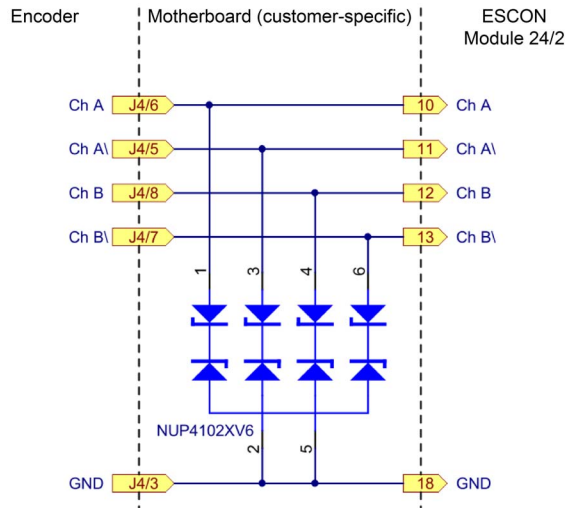 Encoder
Motherboard (customer-specific)
ESCON
Module 24/2
Ch A J4/6 10 Ch A
Ch A\ J4/5 11 Ch A\
Ch B J4/8 12 Ch B
Ch B\ J4/7 13 Ch B\
1 3 4 6
NUP4102XV6
2 5
GND J4/3 18 GND